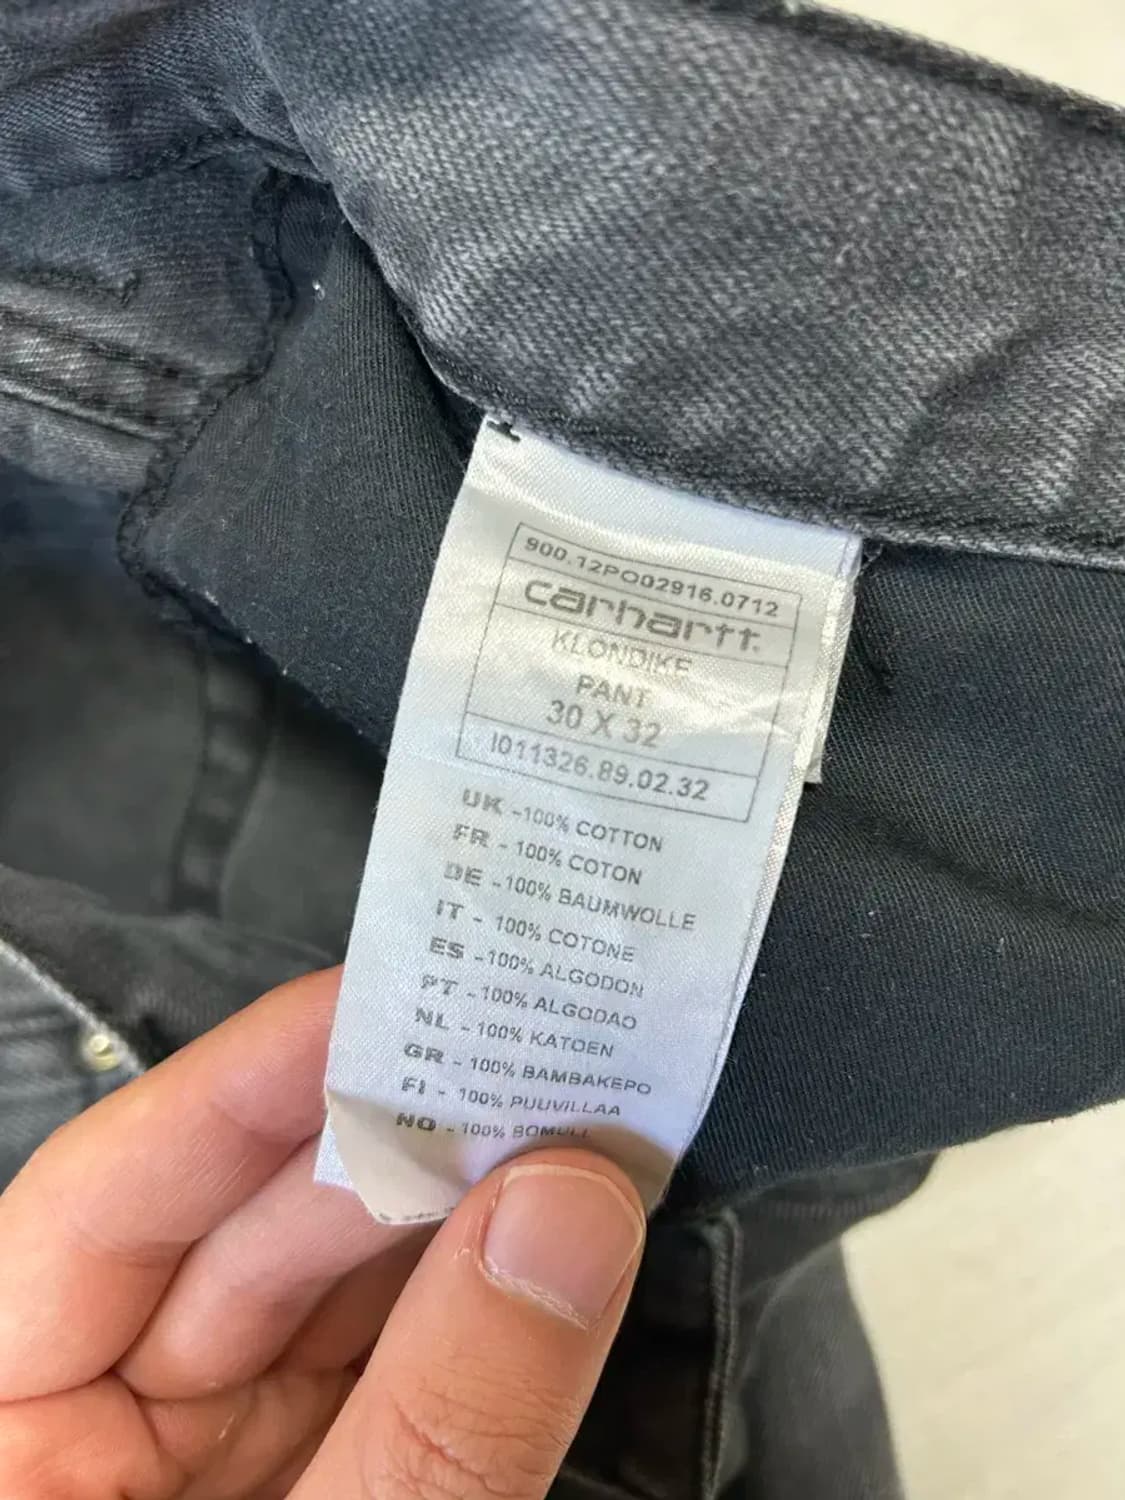 900.12PO02916.0712
carhartt.
KLONDIKE
PANT
30 X 32
I011326.89.02.32
UK -100% COTTON
FR - 100% COTON
DE -100% BAUMWOLLE
IT - 100% COTONE
ES -100% ALGODON
PT -100% ALGODAO
NL -100% KATOEN
GR - 100% BAMBAKEPO
FI - 100% PUUVILLAA
NO -100% BOMULL